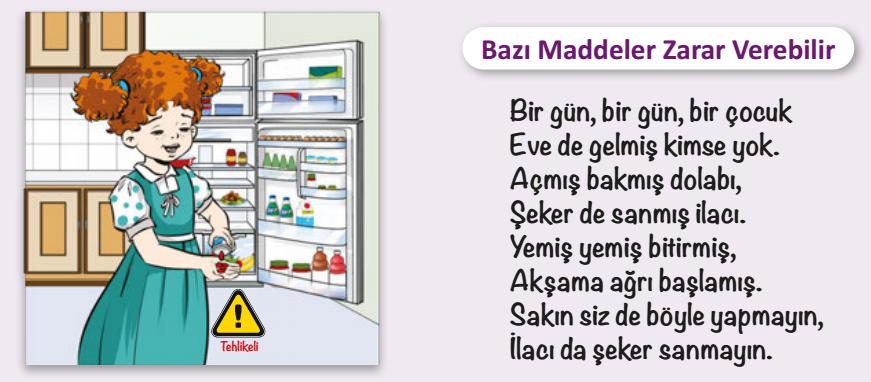 Bazı Maddeler Zarar Verebilir
Bir gün, bir gün, bir çocuk
Eve de gelmiş kimse yok.
Açmış bakmış dolabı,
Şeker de sanmış ilacı.
Yemiş yemiş bitirmiş,
Akşama ağrı başlamış.
Sakın siz de böyle yapmayın,
İlacı da şeker sanmayın.
Tehlikeli